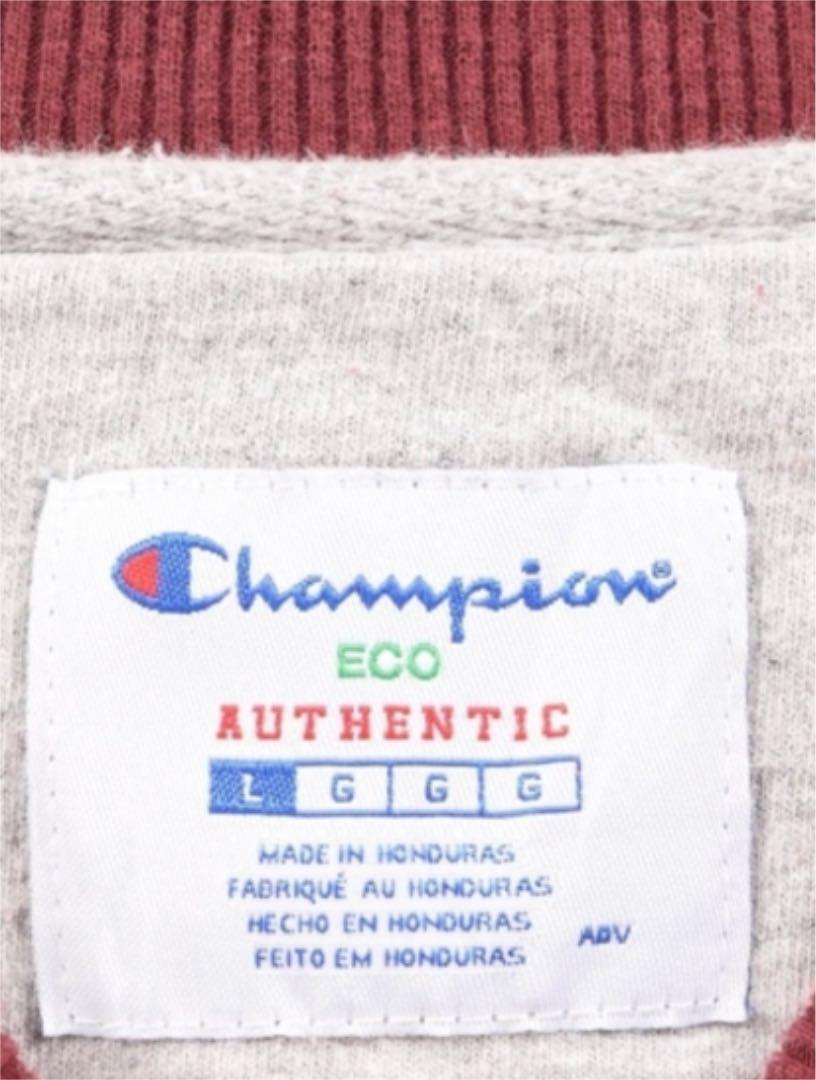 Champion®
ECO
AUTHENTIC
L G G G
MADE IN HONDURAS
FABRIQUÉ AU HONDURAS
HECHO EN HONDURAS
FEITO EM HONDURAS
ADV